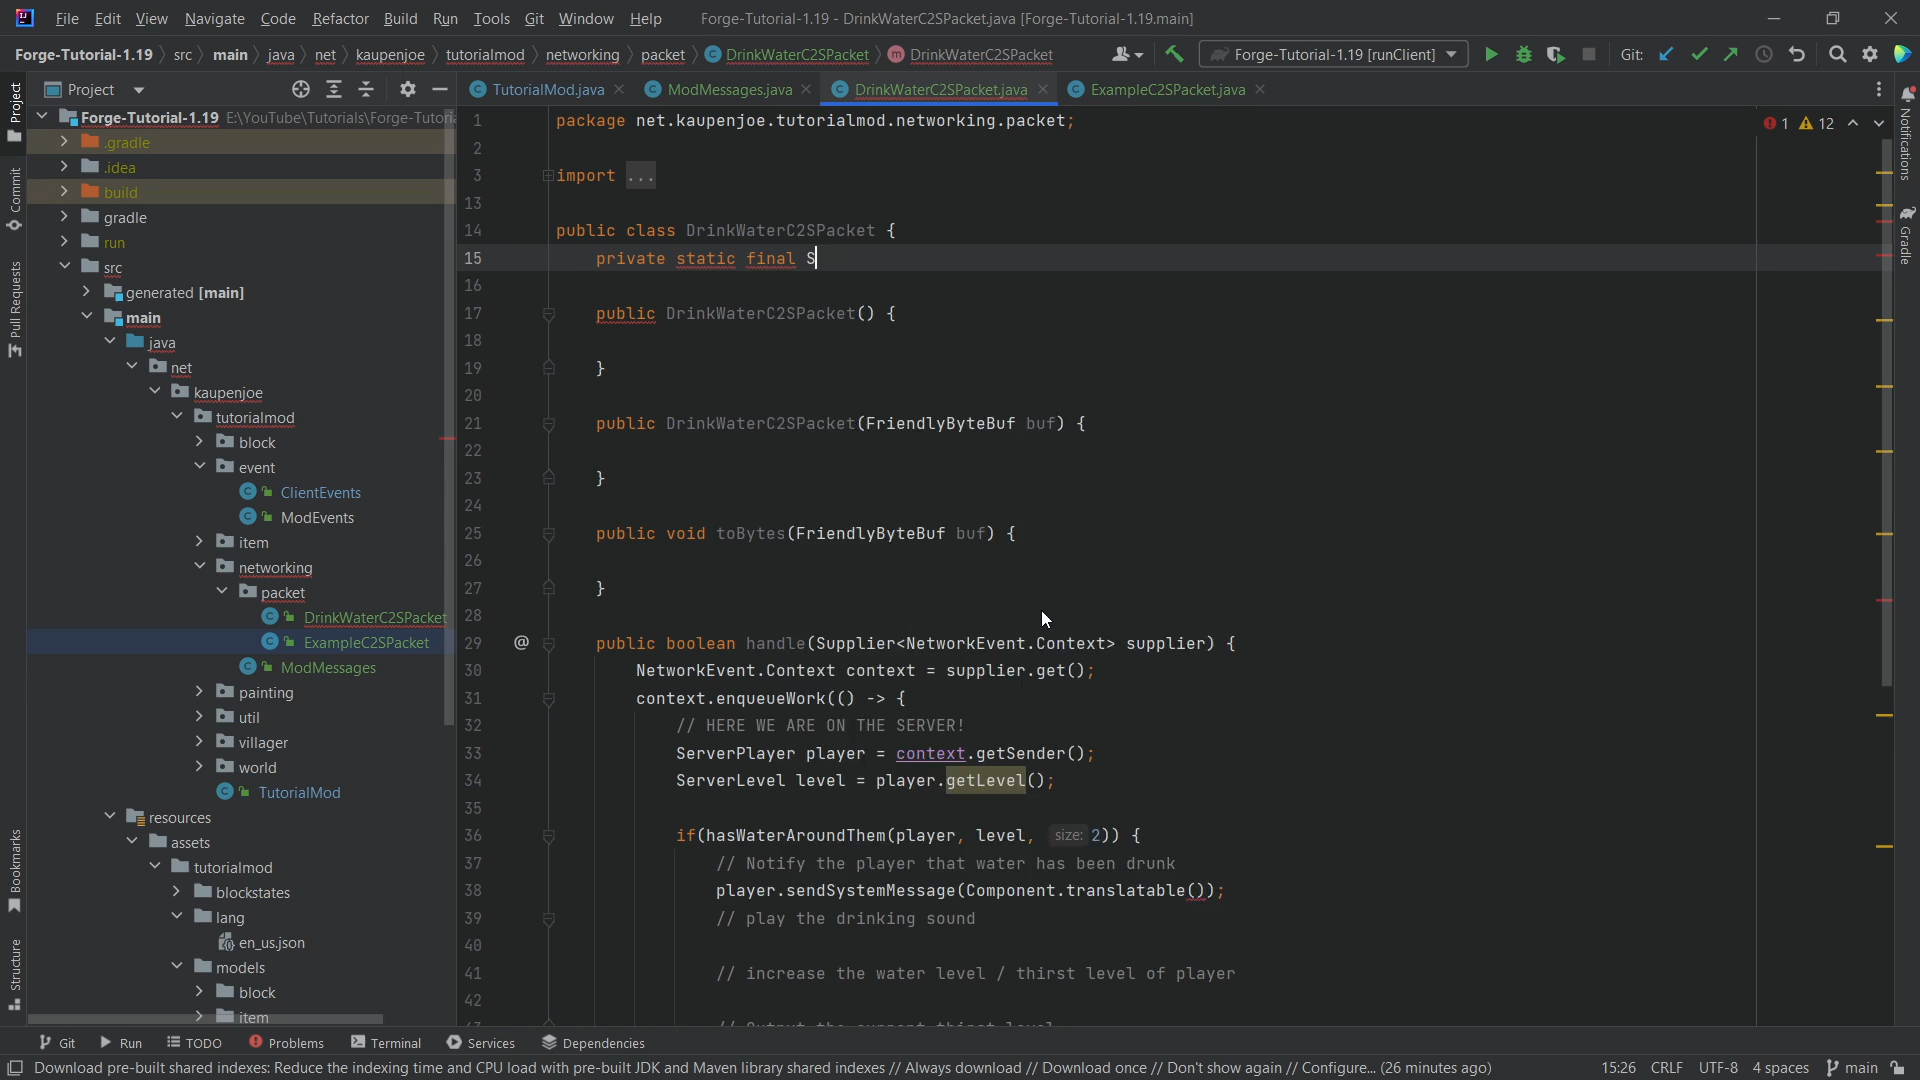 File Edit View Navigate Code Refactor Build Run Tools Git Window Help Forge-Tutorial-1.19 - DrinkWaterC2SPacket.java [Forge-Tutorial-1.19.main]
Forge-Tutorial-1.19 src main java net kaupenjoe tutorialmod networking packet DrinkWaterC2SPacket DrinkWaterC2SPacket Forge-Tutorial-1.19 [runClient] Git:
Project
TutorialMod.java ModMessages.java DrinkWaterC2SPacket.java ExampleC2SPacket.java
Project
Commit
Pull Requests
Bookmarks
Structure
Forge-Tutorial-1.19 E:\YouTube\Tutorials\Forge-Tutori
.gradle
.idea
build
gradle
run
src
generated [main]
main
java
net
kaupenjoe
tutorialmod
block
event
ClientEvents
ModEvents
item
networking
packet
DrinkWaterC2SPacket
ExampleC2SPacket
ModMessages
painting
util
villager
world
TutorialMod
resources
assets
tutorialmod
blockstates
lang
en_us.json
models
block
item
1 package net.kaupenjoe.tutorialmod.networking.packet;
2
3 import ...
13
14 public class DrinkWaterC2SPacket {
15 private static final S
16
17 public DrinkWaterC2SPacket() {
18
19 }
20
21 public DrinkWaterC2SPacket(FriendlyByteBuf buf) {
22
23 }
24
25 public void toBytes(FriendlyByteBuf buf) {
26
27 }
28
29 @ public boolean handle(Supplier<NetworkEvent.Context> supplier) {
30 NetworkEvent.Context context = supplier.get();
31 context.enqueueWork(() -> {
32 // HERE WE ARE ON THE SERVER!
33 ServerPlayer player = context.getSender();
34 ServerLevel level = player.getLevel();
35
36 if(hasWaterAroundThem(player, level, size: 2)) {
37 // Notify the player that water has been drunk
38 player.sendSystemMessage(Component.translatable());
39 // play the drinking sound
40
41 // increase the water level / thirst level of player
42
1 12
Notifications
Gradle
Git Run TODO Problems Terminal Services Dependencies
Download pre-built shared indexes: Reduce the indexing time and CPU load with pre-built JDK and Maven library shared indexes // Always download // Download once // Don't show again // Configure... (26 minutes ago) 15:26 CRLF UTF-8 4 spaces main